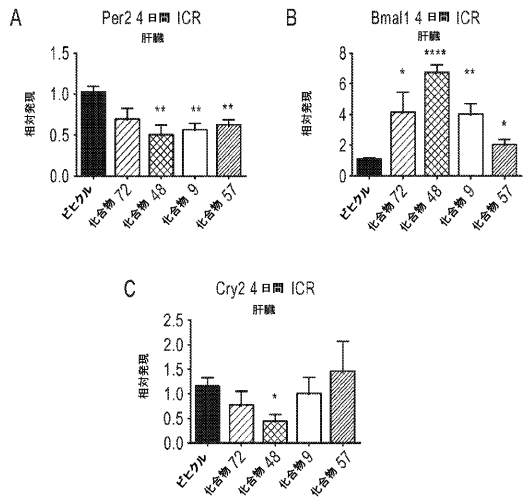 A
Per2 4 日間 ICR
肝臓
相対発現
1.5
1.0
0.5
0.0
**
**
**
ビヒクル
化合物 72
化合物 48
化合物 9
化合物 57
B
Bmal1 4 日間 ICR
肝臓
相対発現
8
6
4
2
0
*
****
**
*
ビヒクル
化合物 72
化合物 48
化合物 9
化合物 57
C
Cry2 4 日間 ICR
肝臓
相対発現
2.5
2.0
1.5
1.0
0.5
0.0
*
ビヒクル
化合物 72
化合物 48
化合物 9
化合物 57